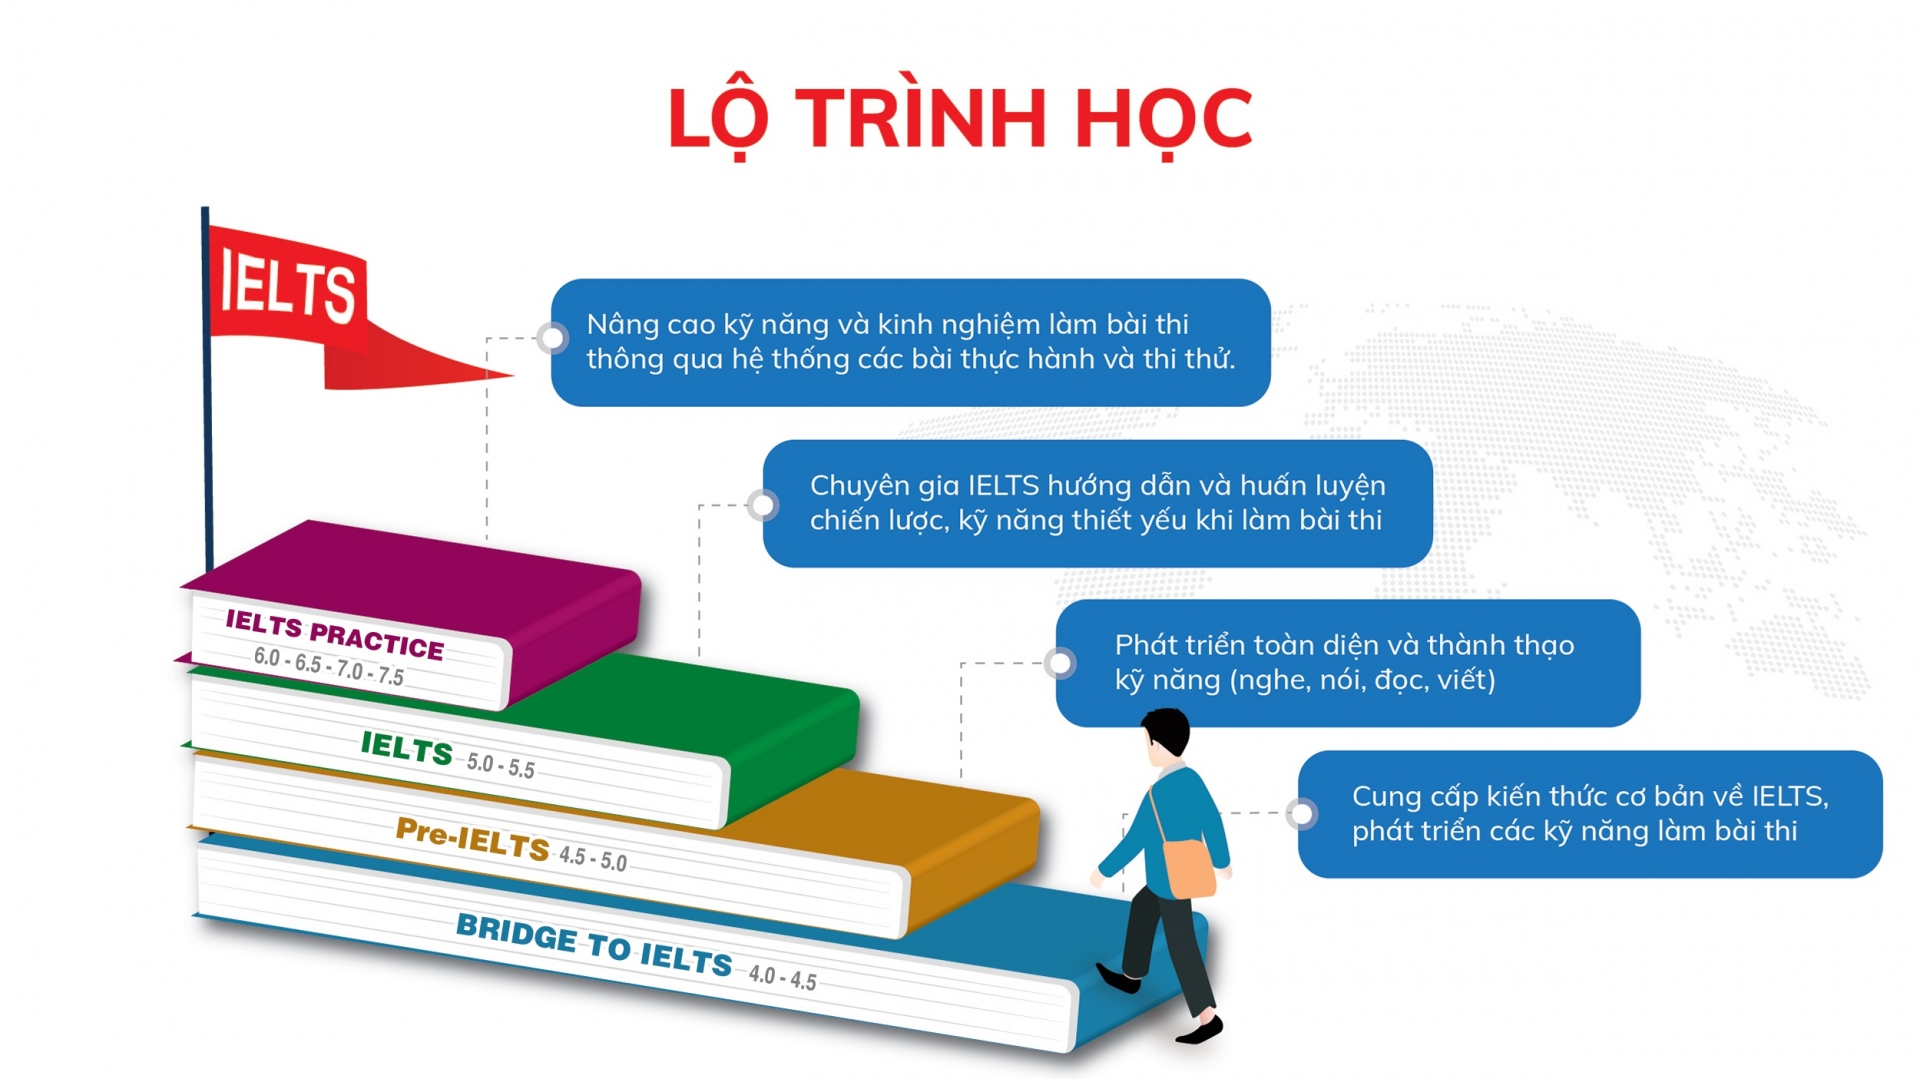 LỘ TRÌNH HỌC
IELTS
Nâng cao kỹ năng và kinh nghiệm làm bài thi
thông qua hệ thống các bài thực hành và thi thử.
Chuyên gia IELTS hướng dẫn và huấn luyện
chiến lược, kỹ năng thiết yếu khi làm bài thi
IELTS PRACTICE
6.0 - 6.5 - 7.0 - 7.5
Phát triển toàn diện và thành thạo
kỹ năng (nghe, nói, đọc, viết)
IELTS 5.0 - 5.5
Cung cấp kiến thức cơ bản về IELTS,
phát triển các kỹ năng làm bài thi
Pre-IELTS 4.5 - 5.0
BRIDGE TO IELTS 4.0 - 4.5